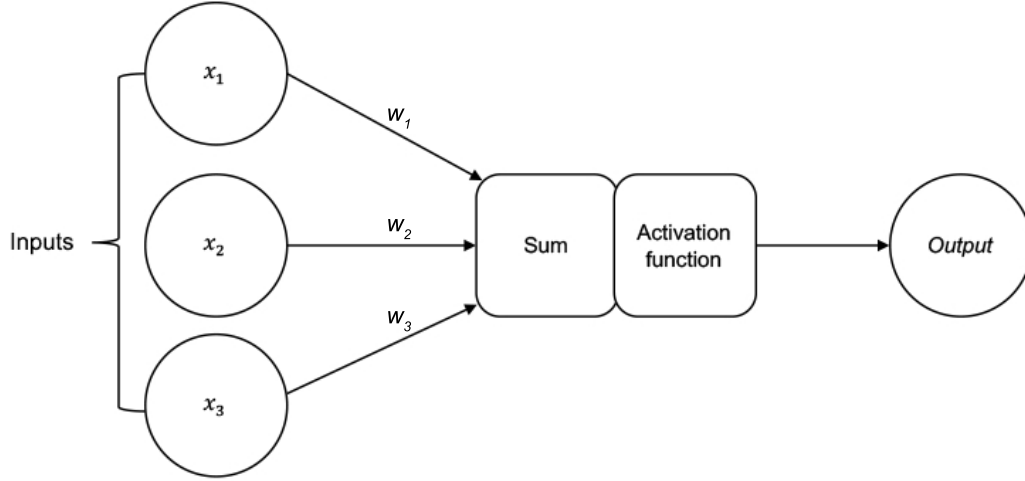 x₁
w₁
Inputs
x₂
w₂
Sum
Activation
function
Output
w₃
x₃